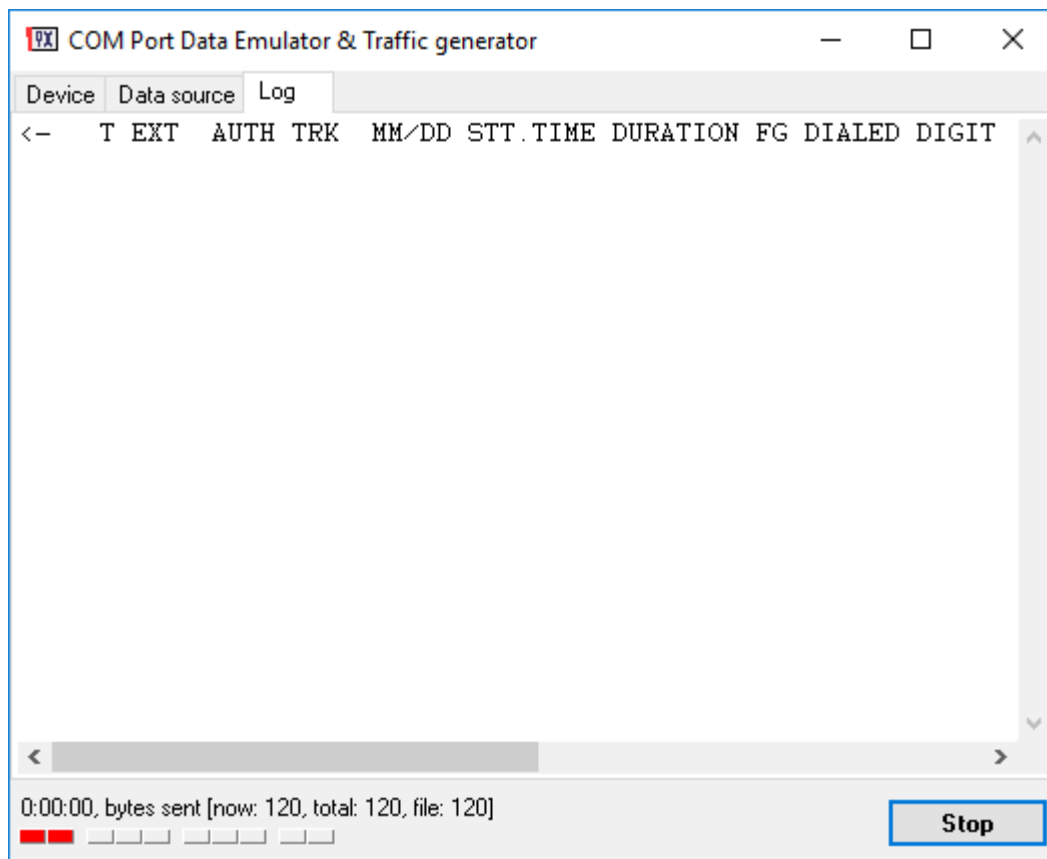 COM Port Data Emulator & Traffic generator
Device Data source Log
<— T EXT AUTH TRK MM/DD STT.TIME DURATION FG DIALED DIGIT
0:00:00, bytes sent [now: 120, total: 120, file: 120]
Stop